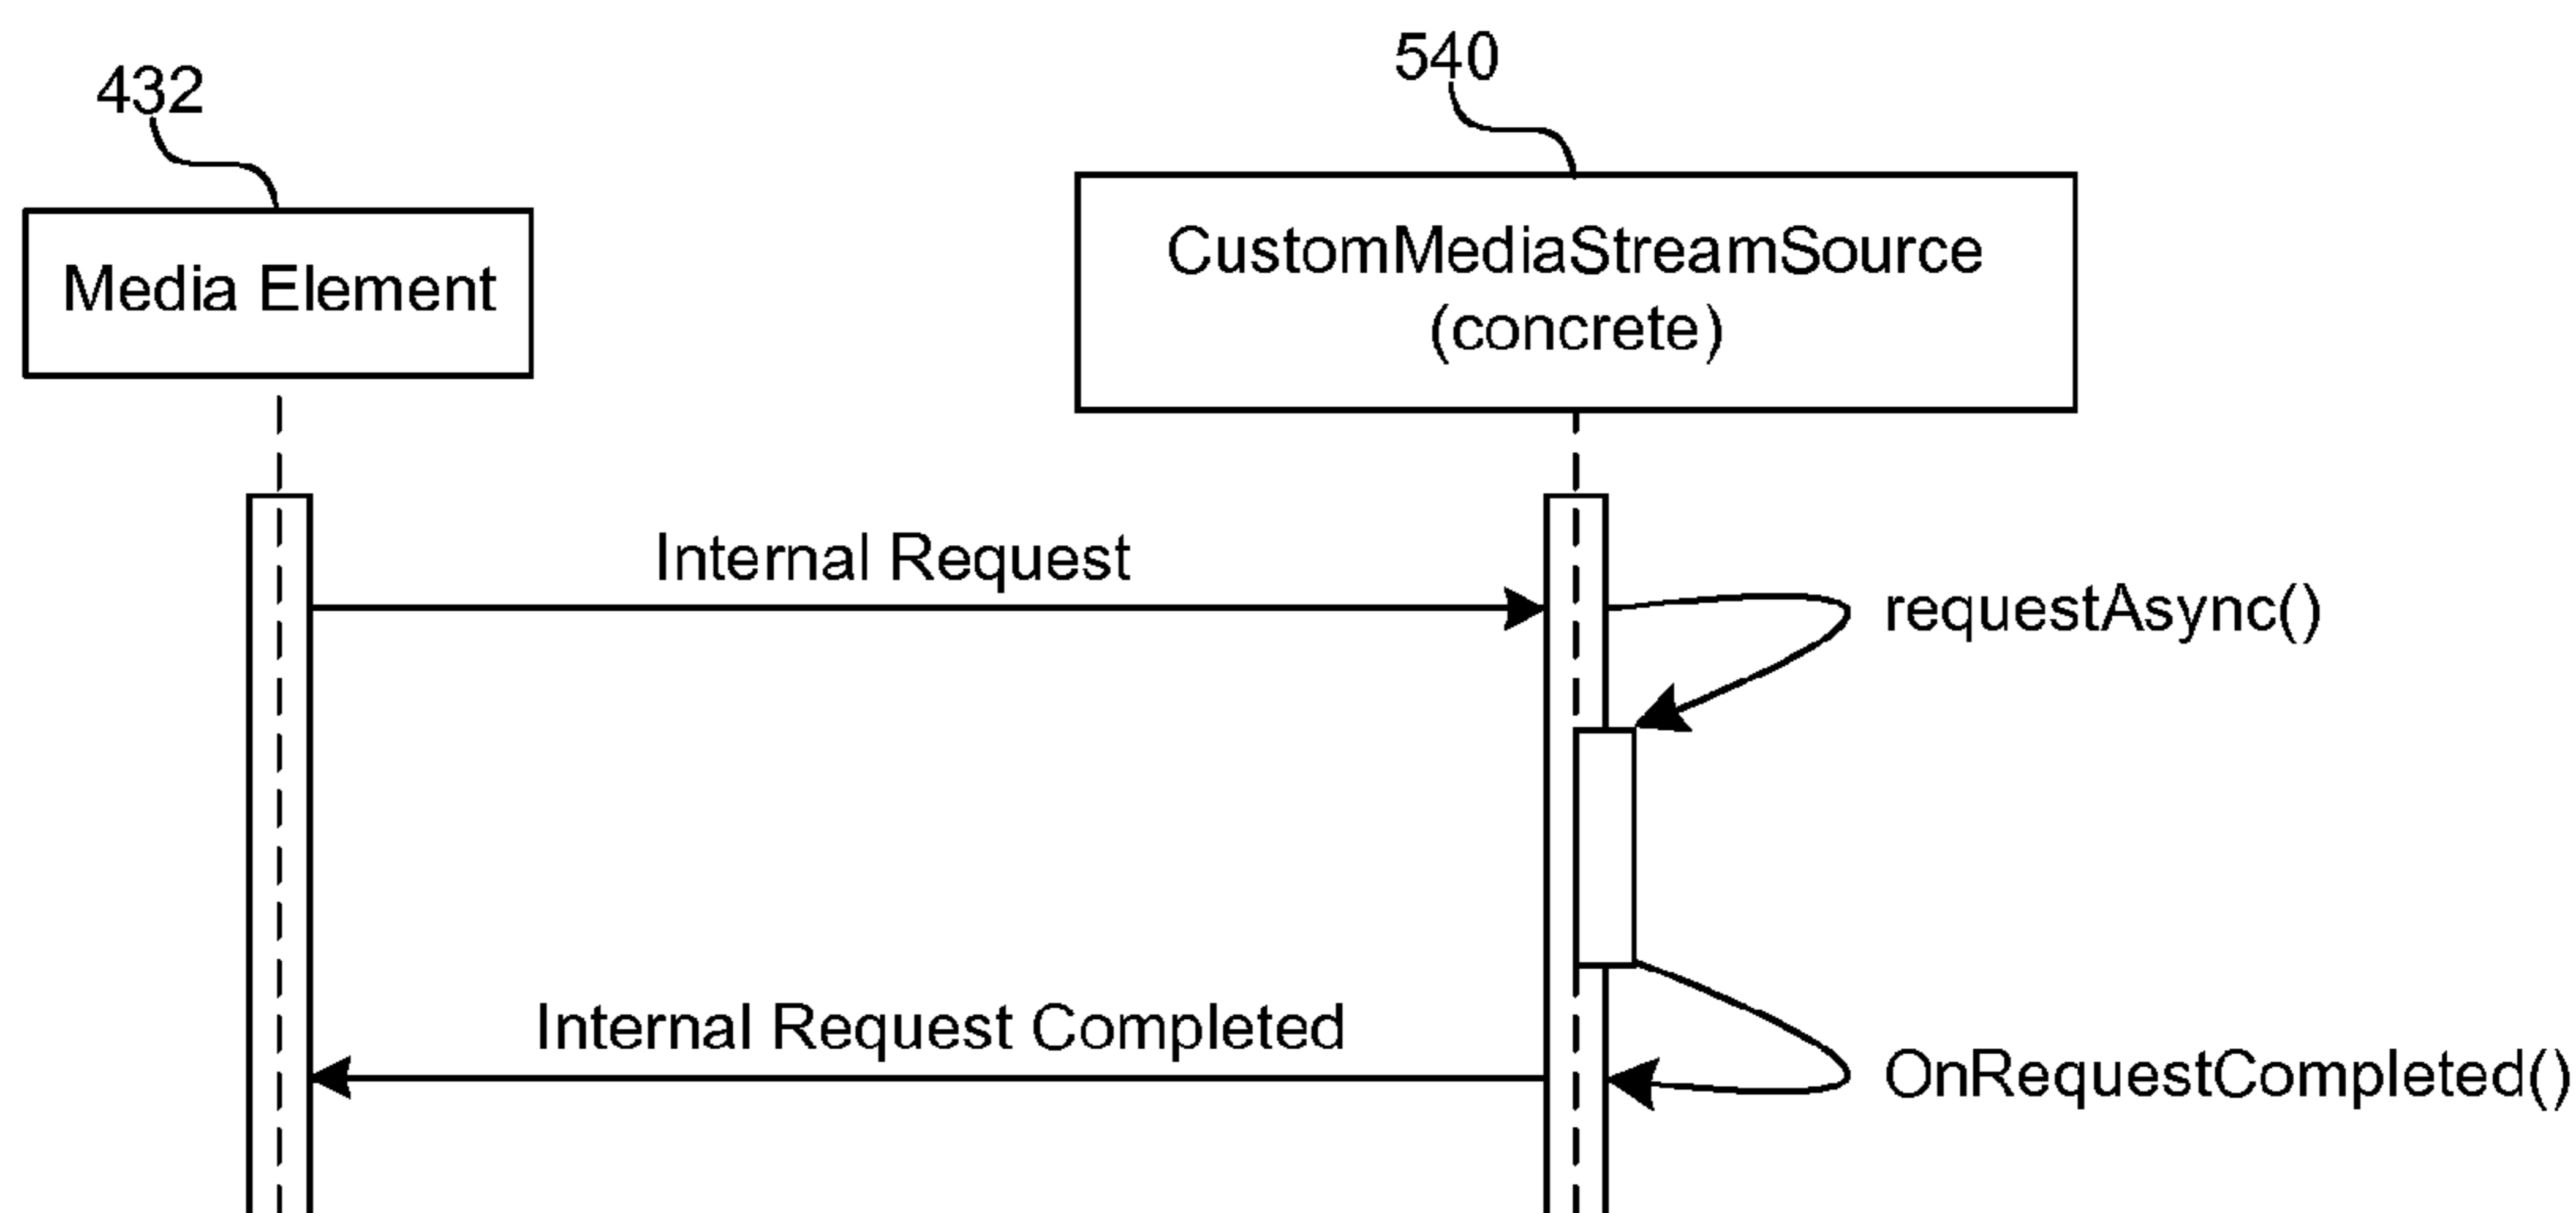 540
432
CustomMediaStreamSource
(concrete)
Media Element
Internal Request
requestAsync()
Internal Request Completed
OnRequestCompleted()